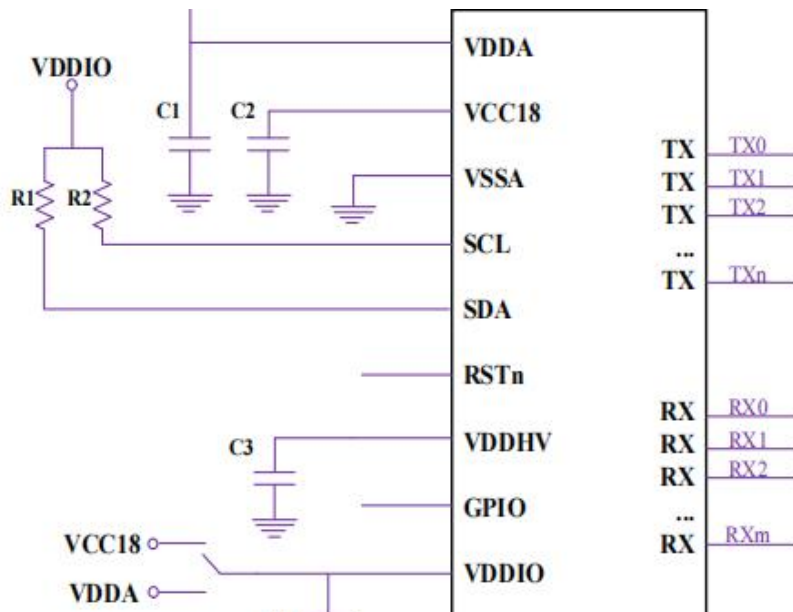 VDDA
VDDIO
C1
C2
VCC18
TX
TX0
R1
R2
VSSA
TX
TX1
TX
TX2
SCL
...
TX
TXn
SDA
RSTn
RX
RX0
C3
VDDHV
RX
RX1
RX
RX2
GPIO
...
VCC18
RX
RXm
VDDIO
VDDA